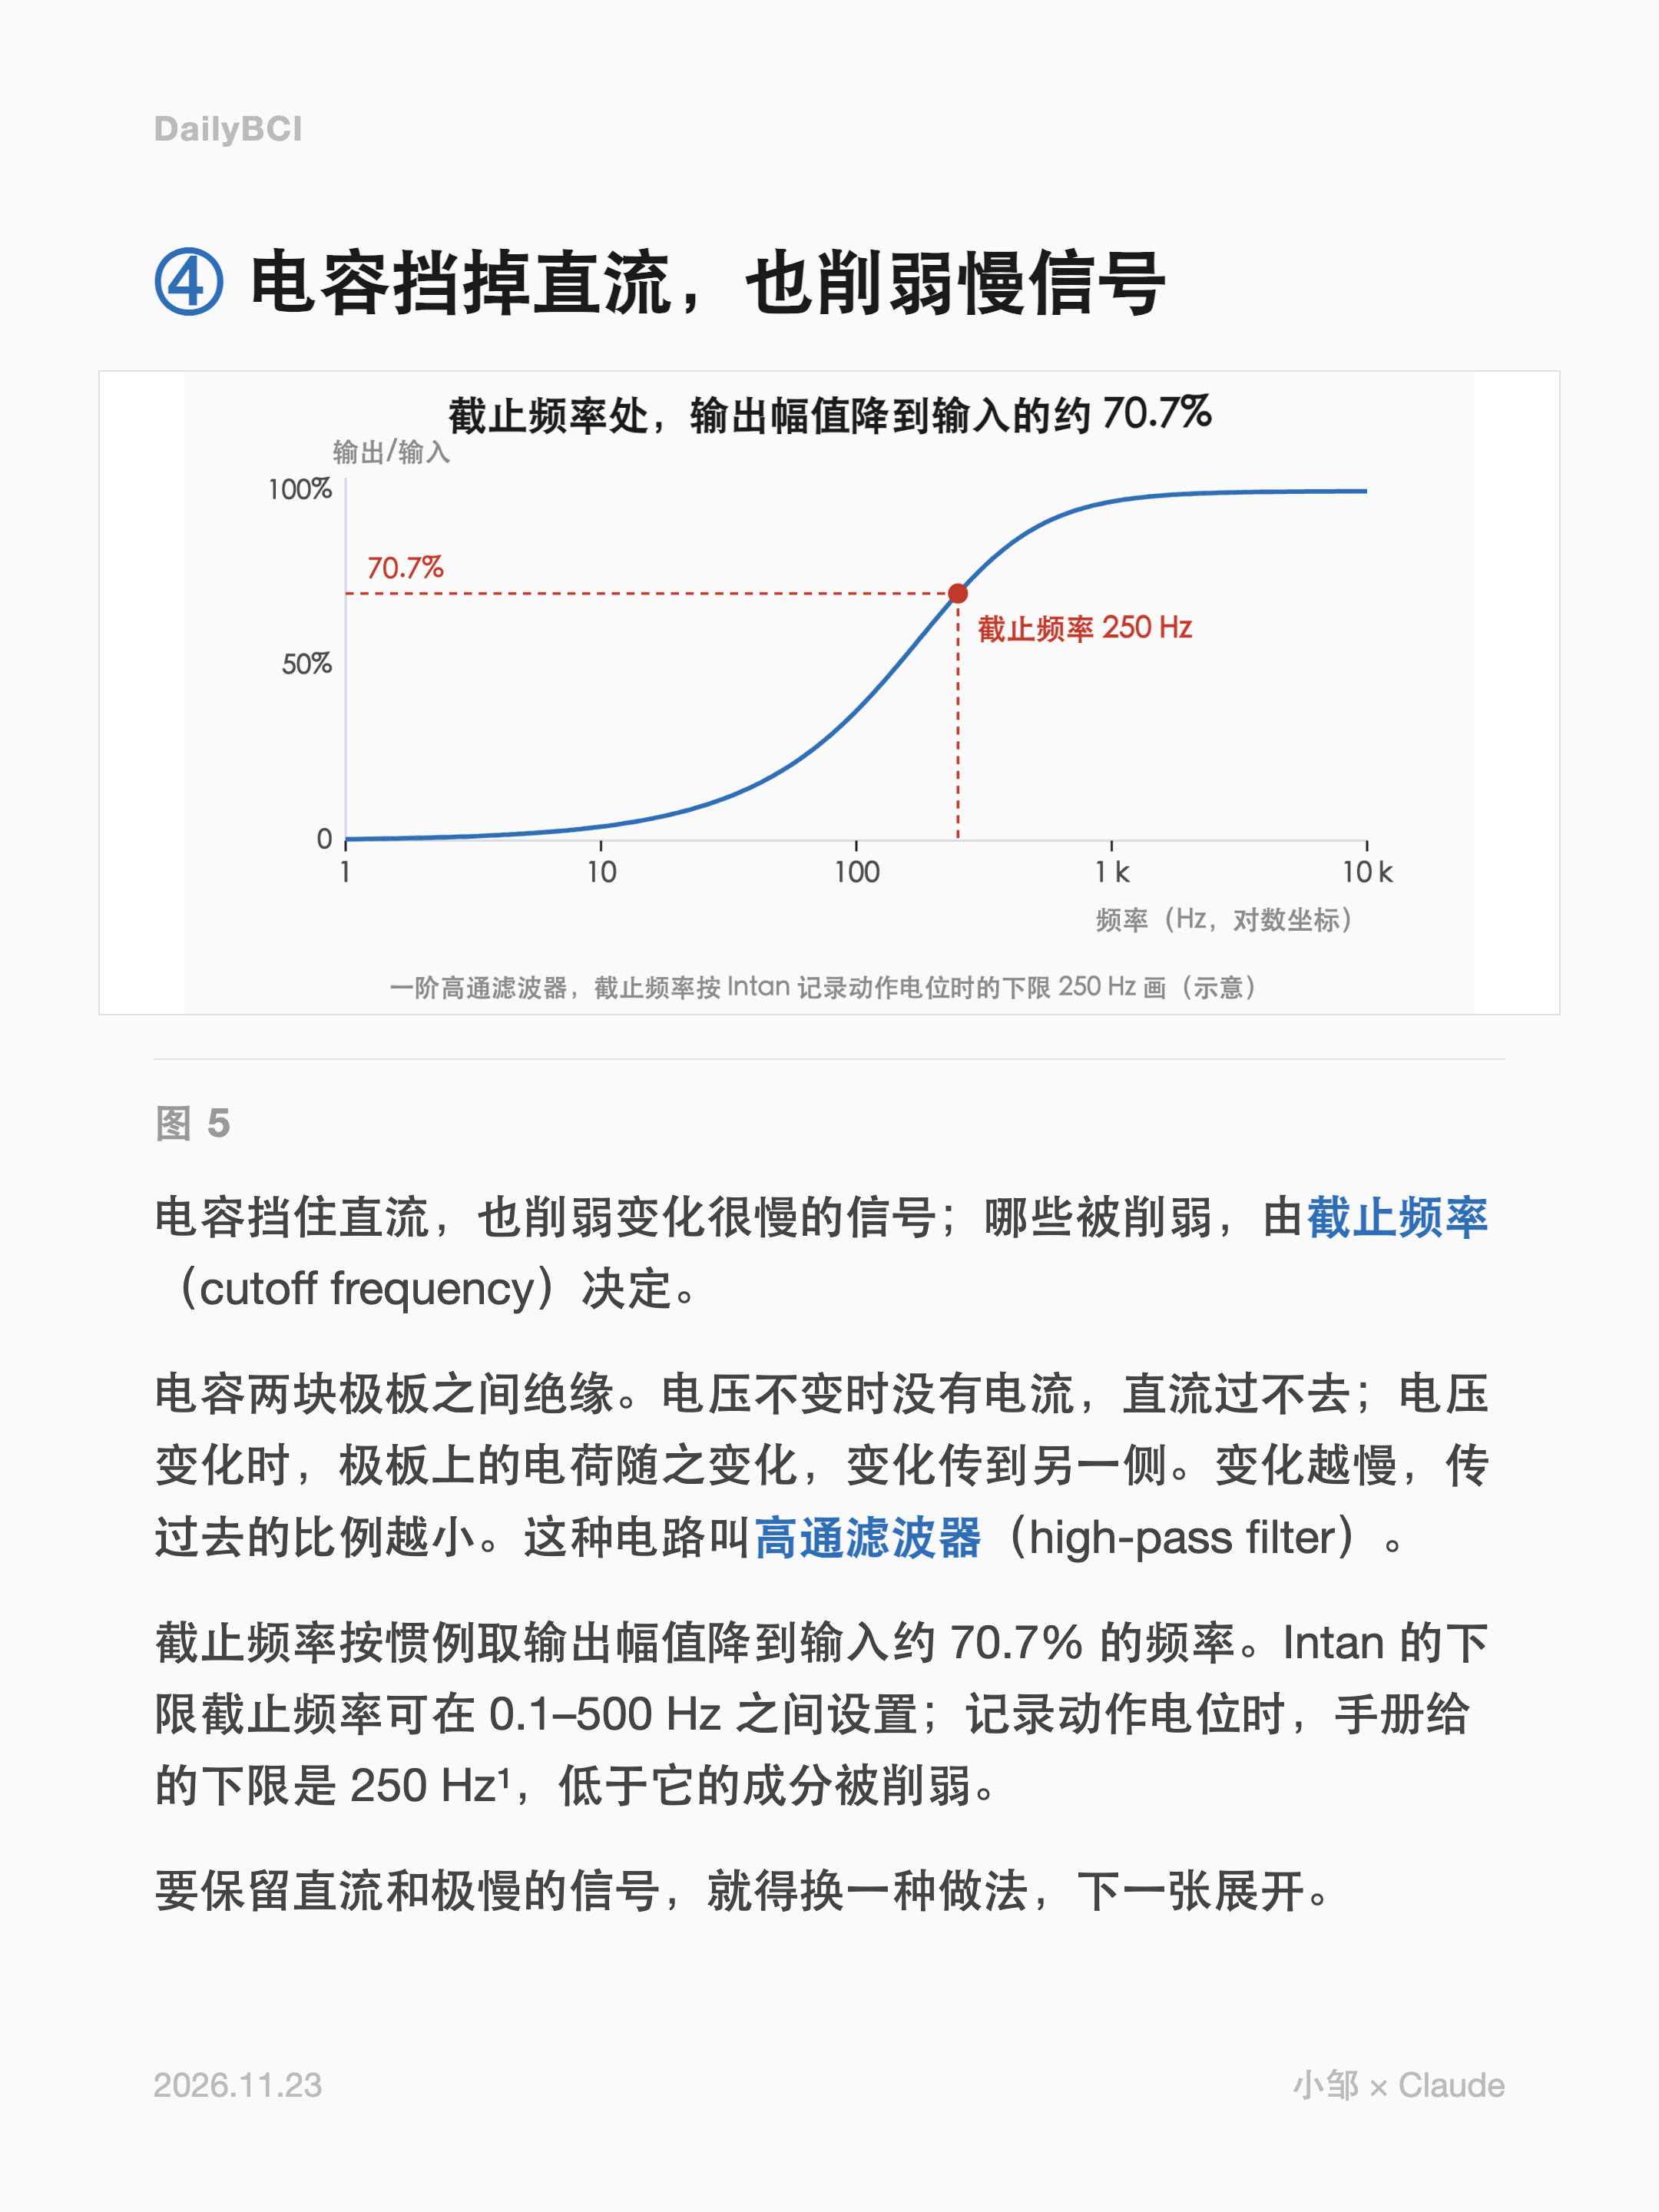 DailyBCI
④ 电容挡掉直流，也削弱慢信号
截止频率处，输出幅值降到输入的约 70.7%
输出/输入
100%
70.7%
截止频率 250 Hz
50%
0
1
10
100
1 k
10 k
频率（Hz，对数坐标）
一阶高通滤波器，截止频率按 Intan 记录动作电位时的下限 250 Hz 画（示意）
图 5
电容挡住直流，也削弱变化很慢的信号；哪些被削弱，由截止频率
（cutoff frequency）决定。
电容两块极板之间绝缘。电压不变时没有电流，直流过不去；电压
变化时，极板上的电荷随之变化，变化传到另一侧。变化越慢，传
过去的比例越小。这种电路叫高通滤波器（high-pass filter）。
截止频率按惯例取输出幅值降到输入约 70.7% 的频率。Intan 的下
限截止频率可在 0.1–500 Hz 之间设置；记录动作电位时，手册给
的下限是 250 Hz¹，低于它的成分被削弱。
要保留直流和极慢的信号，就得换一种做法，下一张展开。
2026.11.23
小邹 × Claude